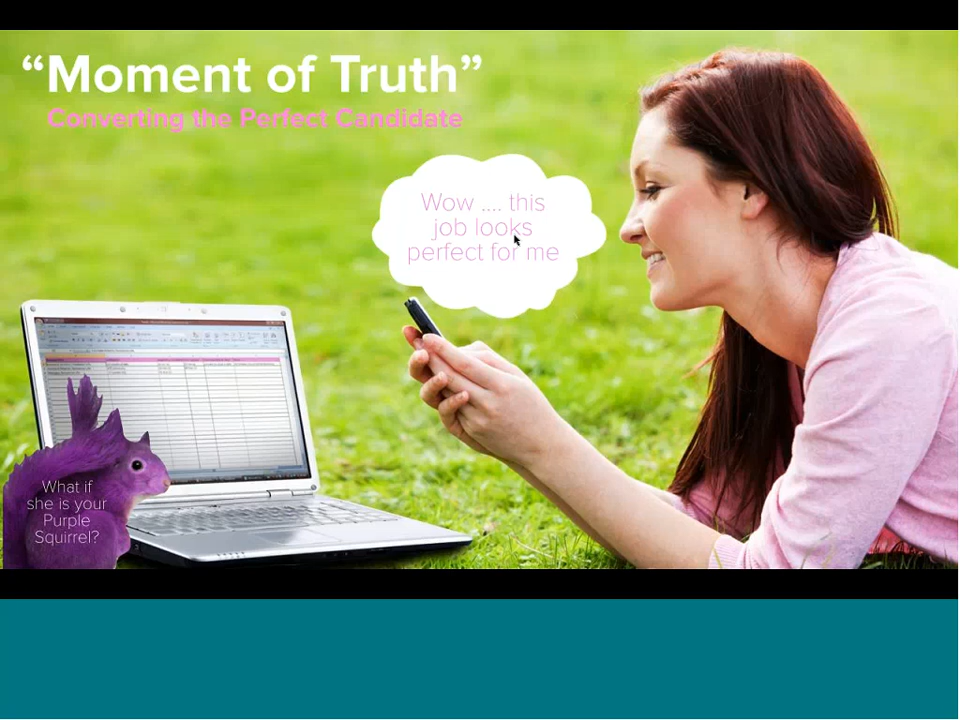 “Moment of Truth”
Converting the Perfect Candidate
Wow .... this
job looks
perfect for me
What if
she is your
Purple
Squirrel?